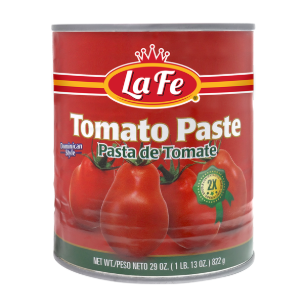 La Fe
Tomato Paste
Pasta de Tomate
Dominican
Style
2X
NET WT./PESO NETO 29 OZ. ( 1 LB. 13 OZ. ) 822 g